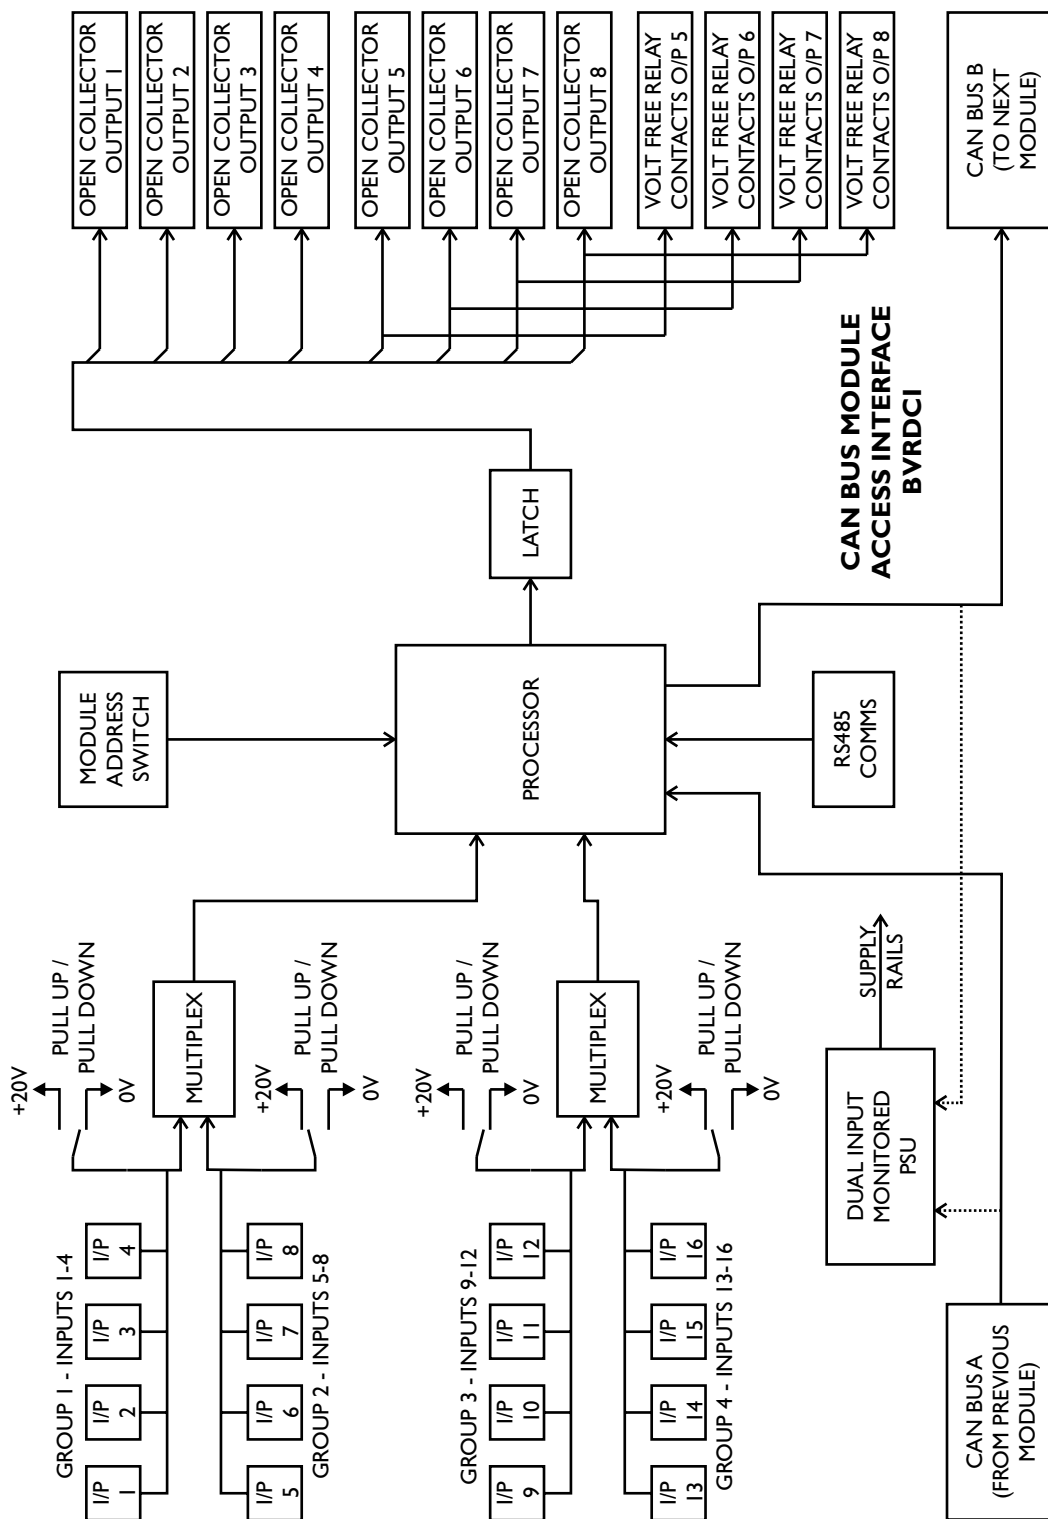 GROUP 1 - INPUTS 1-4
I/P
1
I/P
2
I/P
3
I/P
4
+20V
0V
PULL UP /
PULL DOWN
MULTIPLEX
I/P
5
I/P
6
I/P
7
I/P
8
GROUP 2 - INPUTS 5-8
+20V
0V
PULL UP /
PULL DOWN
GROUP 3 - INPUTS 9-12
I/P
9
I/P
10
I/P
11
I/P
12
+20V
0V
PULL UP /
PULL DOWN
MULTIPLEX
I/P
13
I/P
14
I/P
15
I/P
16
GROUP 4 - INPUTS 13-16
+20V
0V
PULL UP /
PULL DOWN
MODULE
ADDRESS
SWITCH
PROCESSOR
RS485
COMMS
LATCH
OPEN COLLECTOR
OUTPUT 1
OPEN COLLECTOR
OUTPUT 2
OPEN COLLECTOR
OUTPUT 3
OPEN COLLECTOR
OUTPUT 4
OPEN COLLECTOR
OUTPUT 5
OPEN COLLECTOR
OUTPUT 6
OPEN COLLECTOR
OUTPUT 7
OPEN COLLECTOR
OUTPUT 8
VOLT FREE RELAY
CONTACTS O/P 5
VOLT FREE RELAY
CONTACTS O/P 6
VOLT FREE RELAY
CONTACTS O/P 7
VOLT FREE RELAY
CONTACTS O/P 8
DUAL INPUT
MONITORED
PSU
SUPPLY
RAILS
CAN BUS MODULE
ACCESS INTERFACE
BVRDCI
CAN BUS A
(FROM PREVIOUS
MODULE)
CAN BUS B
(TO NEXT
MODULE)